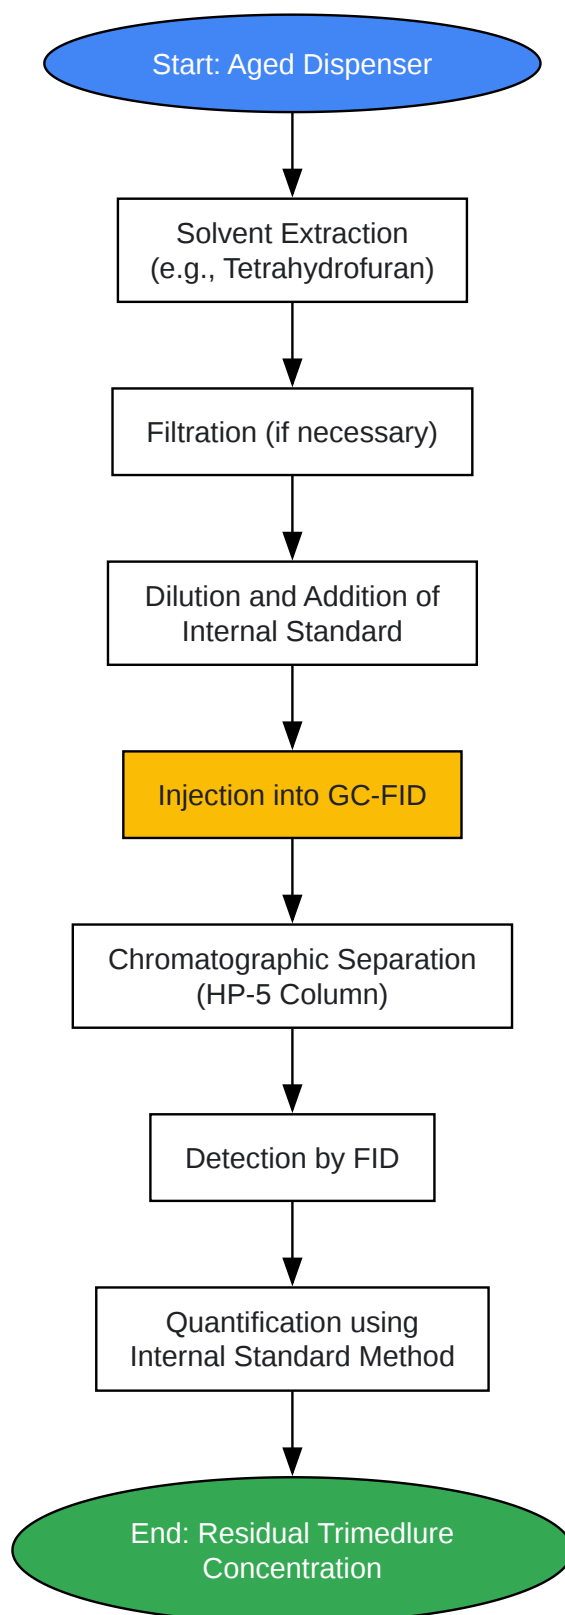 Start: Aged Dispenser
Solvent Extraction
(e.g., Tetrahydrofuran)
Filtration (if necessary)
Dilution and Addition of
Internal Standard
Injection into GC-FID
Chromatographic Separation
(HP-5 Column)
Detection by FID
Quantification using
Internal Standard Method
End: Residual Trimedlure
Concentration